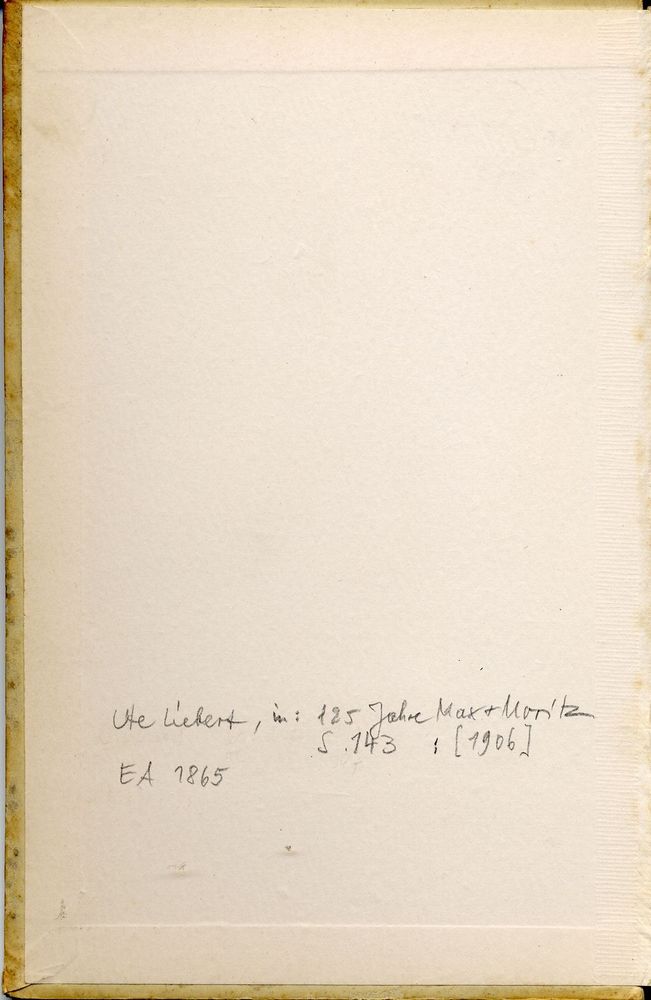 Ute Liebert, in: 125 Jahre Max + Moritz
S. 143 : [1906]
EA 1865